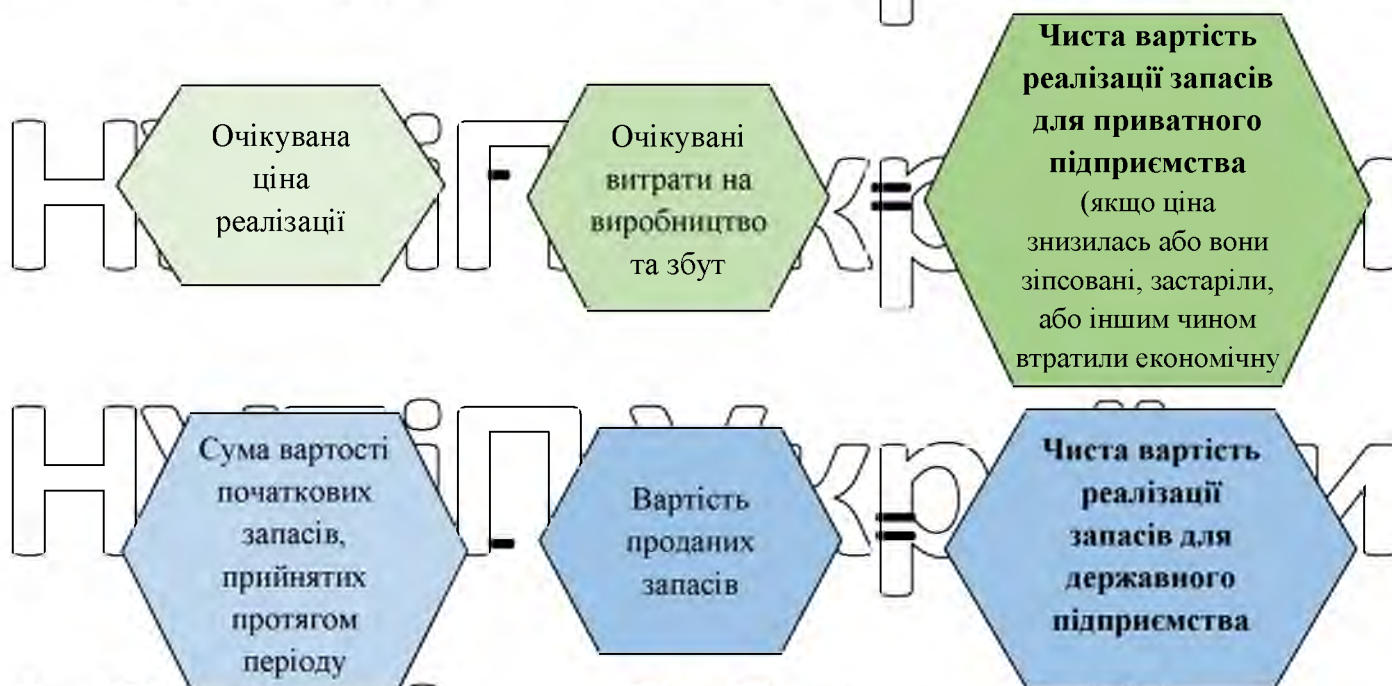 Очікувана
ціна
реалізації
-
Очікувані
витрати на
виробництво
та збут
=
Чиста вартість
реалізації запасів
для приватного
підприємства
(якщо ціна
знизилась або вони
зіпсовані, застаріли,
або іншим чином
втратили економічну
Сума вартості
початкових
запасів,
прийнятих
протягом
періоду
-
Вартість
проданих
запасів
=
Чиста вартість
реалізації
запасів для
державного
підприємства